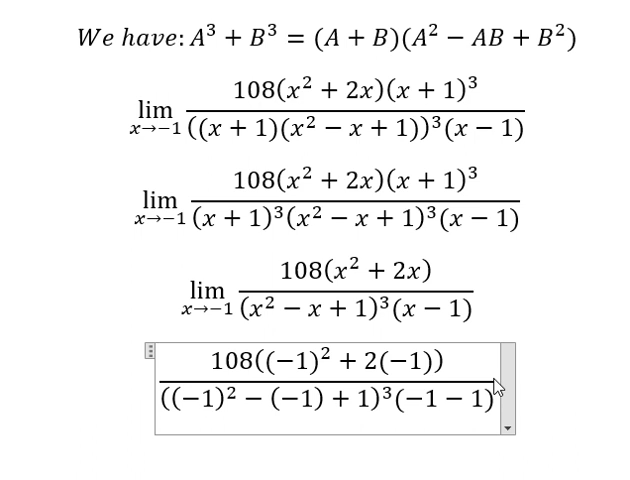 We have: A³ + B³ = (A + B)(A² − AB + B²)
lim x→−1 108(x² + 2x)(x + 1)³ / ((x + 1)(x² − x + 1))³(x − 1)
lim x→−1 108(x² + 2x)(x + 1)³ / (x + 1)³(x² − x + 1)³(x − 1)
lim x→−1 108(x² + 2x) / (x² − x + 1)³(x − 1)
108((−1)² + 2(−1)) / ((−1)² − (−1) + 1)³(−1 − 1)